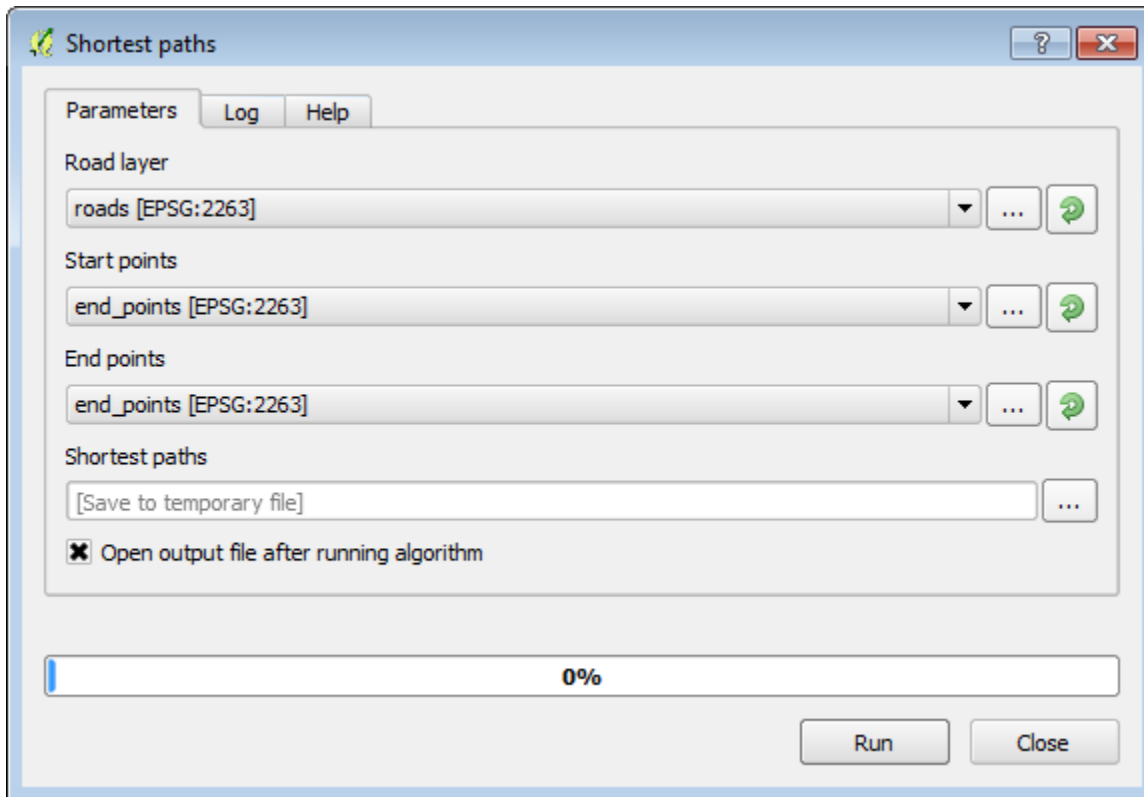 Shortest paths
?
Parameters Log Help
Road layer
roads [EPSG:2263] ...
Start points
end_points [EPSG:2263] ...
End points
end_points [EPSG:2263] ...
Shortest paths
[Save to temporary file] ...
Open output file after running algorithm
0%
Run Close